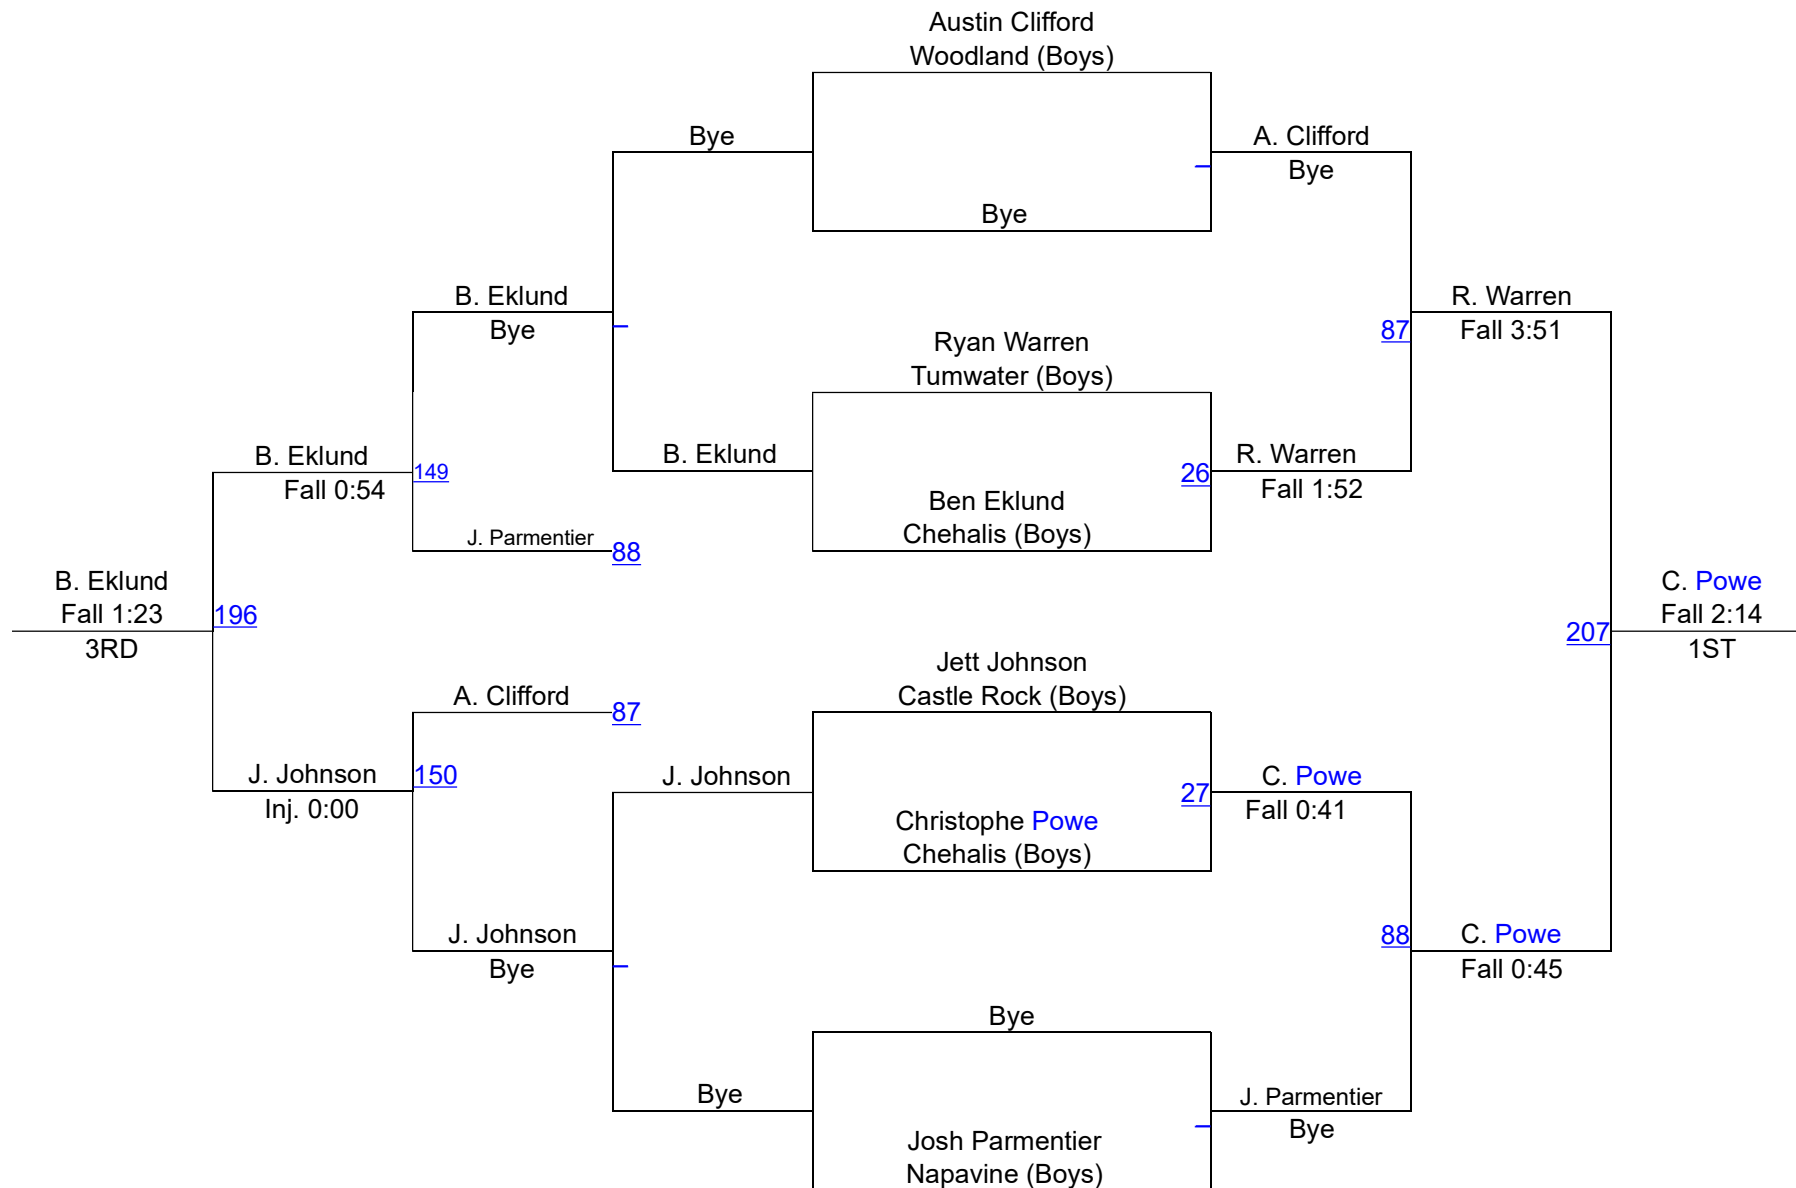 Austin Clifford
Woodland (Boys)
Bye
A. Clifford
Bye
Bye
B. Eklund
Bye
R. Warren
Fall 3:51
87
Ryan Warren
Tumwater (Boys)
B. Eklund
Fall 0:54
149
B. Eklund
26
R. Warren
Fall 1:52
Ben Eklund
Chehalis (Boys)
J. Parmentier
88
B. Eklund
Fall 1:23
3RD
196
C. Powe
Fall 2:14
1ST
207
Jett Johnson
Castle Rock (Boys)
A. Clifford
87
J. Johnson
Inj. 0:00
150
J. Johnson
27
C. Powe
Fall 0:41
Christophe Powe
Chehalis (Boys)
J. Johnson
Bye
88
C. Powe
Fall 0:45
Bye
Bye
J. Parmentier
Bye
Josh Parmentier
Napavine (Boys)